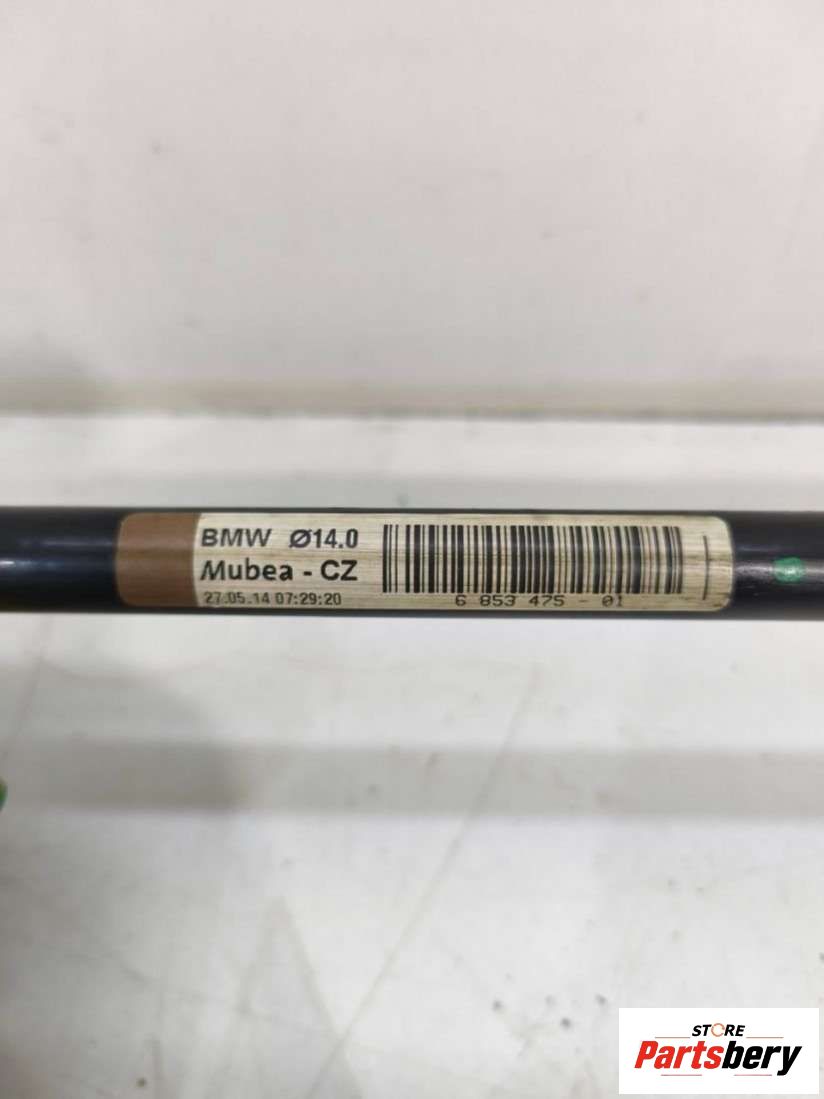 BMW Ø14.0
Mubea - CZ
27.05.14 07:29:20
6 853 475 - 01
STORE
Partsbery